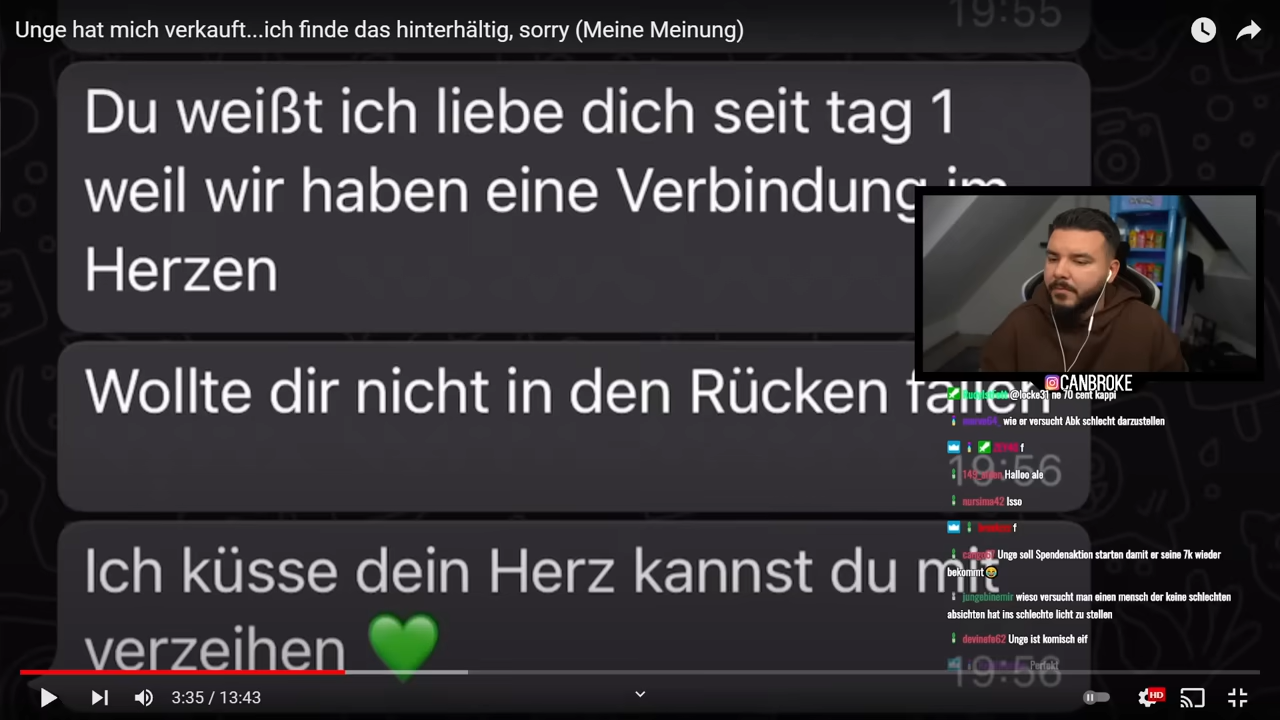 Unge hat mich verkauft...ich finde das hinterhältig, sorry (Meine Meinung)
19:55
Du weißt ich liebe dich seit tag 1
weil wir haben eine Verbindung im
Herzen
Wollte dir nicht in den Rücken fallen
19:56
Ich küsse dein Herz kannst du mir
verzeihen 💚
19:56
CANBROKE
@locke31 ne 70 cent kappi
wie er versucht Abk schlecht darzustellen
f
Halloo ale
nursima42 Isso
f
Unge soll Spendenaktion starten damit er seine 7k wieder
bekommt😂
jungebinemir wieso versucht man einen mensch der keine schlechten
absichten hat ins schlechte licht zu stellen
devinefe62 Unge ist komisch eif
Perfekt
3:35 / 13:43
HD